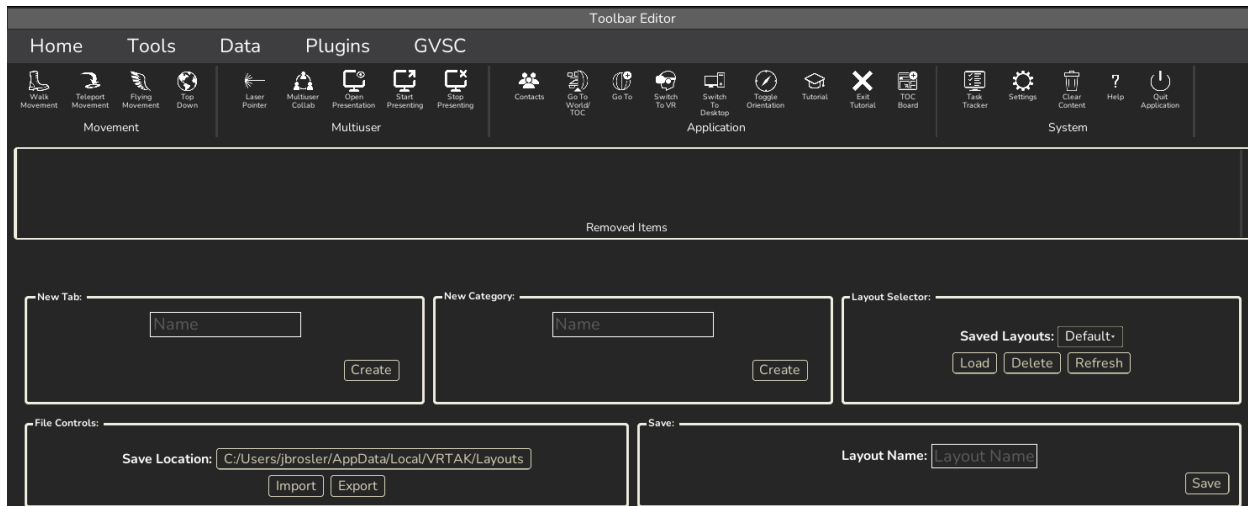 Toolbar Editor
Home Tools Data Plugins GVSC
Walk Movement
Teleport Movement
Flying Movement
Top Down
Movement
Laser Pointer
Multiuser Collab
Open Presentation
Start Presenting
Stop Presenting
Multiuser
Contacts
Go To World/ TOC
Go To
Switch To VR
Switch To Desktop
Toggle Orientation
Tutorial
Exit Tutorial
TOC Board
Application
Task Tracker
Settings
Clear Content
? Help
Quit Application
System
Removed Items
New Tab:
Name
Create
New Category:
Name
Create
Layout Selector:
Saved Layouts: Default
Load Delete Refresh
File Controls:
Save Location: C:/Users/jbrosler/AppData/Local/VRTAK/Layouts
Import Export
Save:
Layout Name: Layout Name
Save